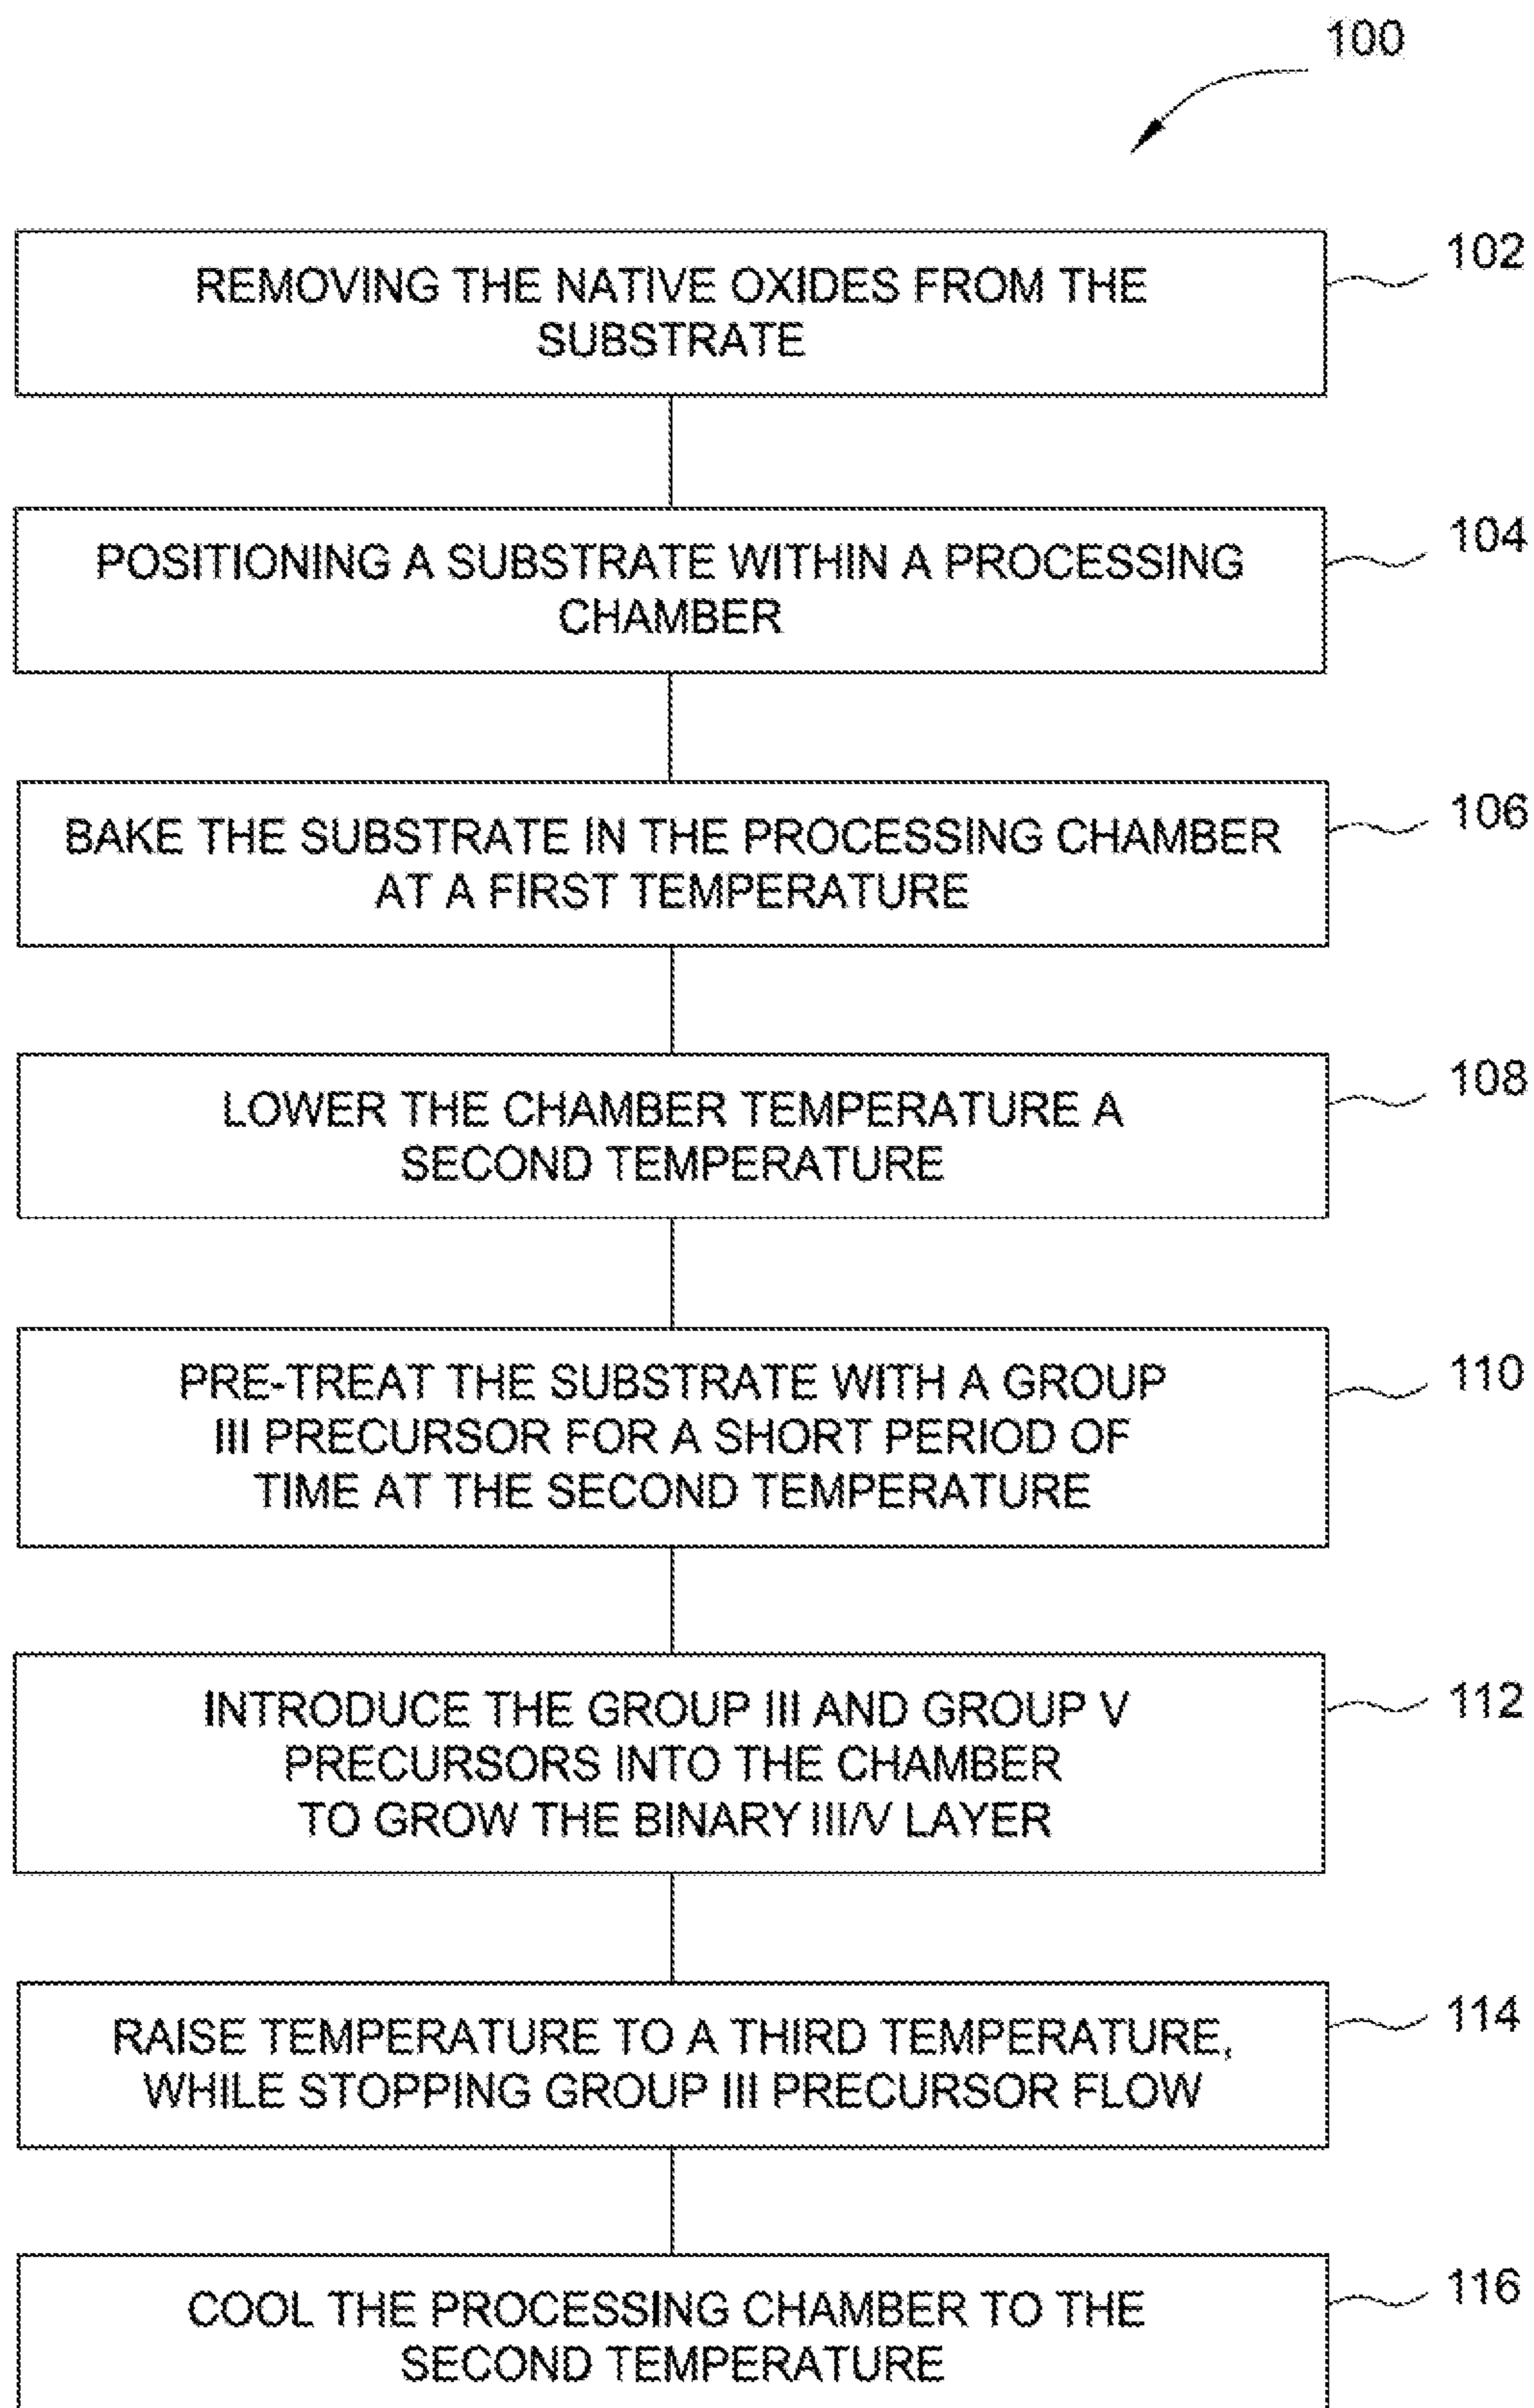 100
REMOVING THE NATIVE OXIDES FROM THE
SUBSTRATE
102
POSITIONING A SUBSTRATE WITHIN A PROCESSING
CHAMBER
104
BAKE THE SUBSTRATE IN THE PROCESSING CHAMBER
AT A FIRST TEMPERATURE
106
LOWER THE CHAMBER TEMPERATURE A
SECOND TEMPERATURE
108
PRE-TREAT THE SUBSTRATE WITH A GROUP
III PRECURSOR FOR A SHORT PERIOD OF
TIME AT THE SECOND TEMPERATURE
110
INTRODUCE THE GROUP III AND GROUP V
PRECURSORS INTO THE CHAMBER
TO GROW THE BINARY III/V LAYER
112
RAISE TEMPERATURE TO A THIRD TEMPERATURE,
WHILE STOPPING GROUP III PRECURSOR FLOW
114
COOL THE PROCESSING CHAMBER TO THE
SECOND TEMPERATURE
116